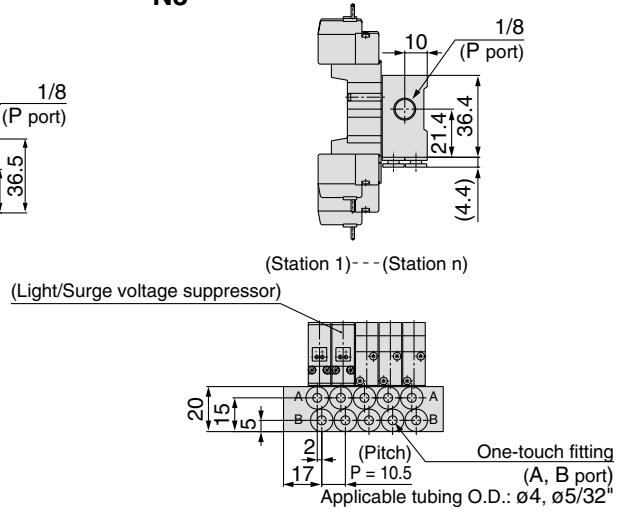 1/8
(P port)
36.5
10
1/8
(P port)
21.4
36.4
(4.4)
(Station 1)---(Station n)
(Light/Surge voltage suppressor)
A
A
B
B
20
15
5
2
17
(Pitch)
P = 10.5
One-touch fitting
(A, B port)
Applicable tubing O.D.: ø4, ø5/32"